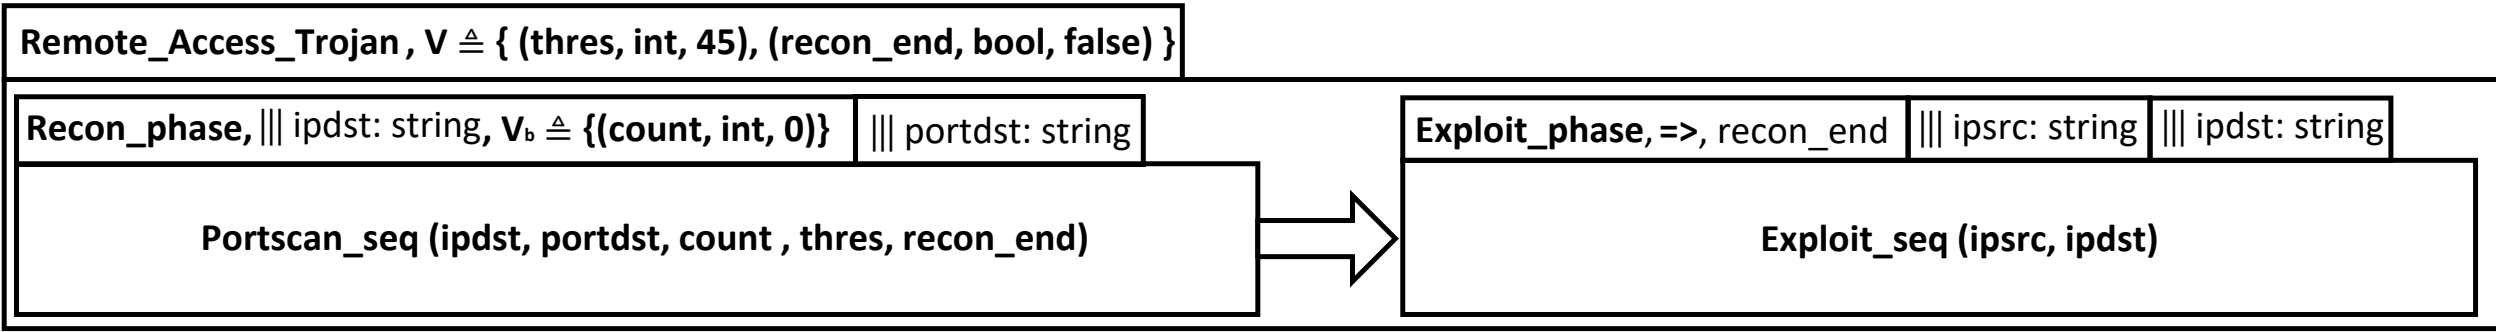 Remote_Access_Trojan , V ≜ { (thres, int, 45), (recon_end, bool, false) }
Recon_phase, ||| ipdst: string, V_b ≜ {(count, int, 0)}
||| portdst: string
Portscan_seq (ipdst, portdst, count , thres, recon_end)
Exploit_phase, =>, recon_end
||| ipsrc: string
||| ipdst: string
Exploit_seq (ipsrc, ipdst)